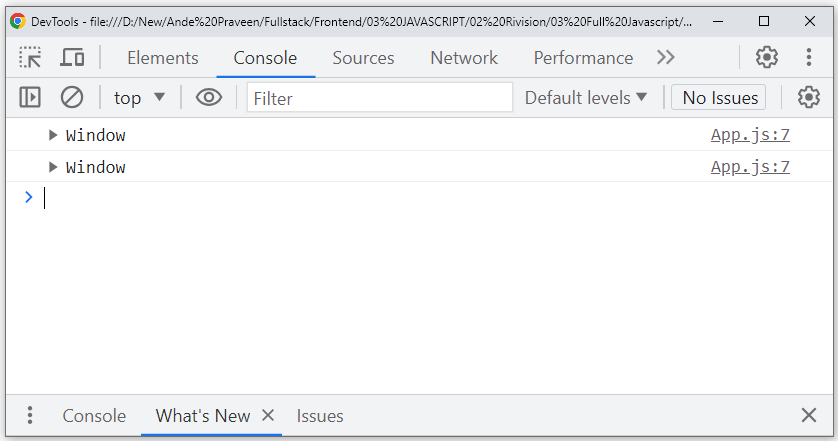 DevTools - file:///D:/New/Ande%20Praveen/Fullstack/Frontend/03%20JAVASCRIPT/02%20Rivision/03%20Full%20Javascript/...
Elements Console Sources Network Performance
top Filter Default levels No Issues
Window App.js:7
Window App.js:7
Console What's New Issues